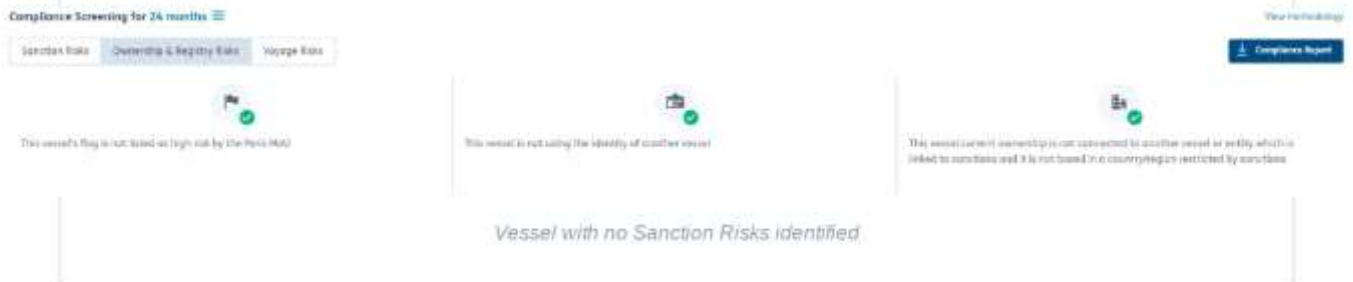 Compliance Screening for 24 months
View methodology
Sanction Risks Ownership & Registry Risks Voyage Risks
Compliance Report
This vessel's flag is not listed as high risk by the Paris MoU
This vessel is not using the identity of another vessel
This vessel current ownership is not connected to another vessel or entity which is
linked to sanctions and it is not based in a country/region restricted by sanctions
Vessel with no Sanction Risks identified